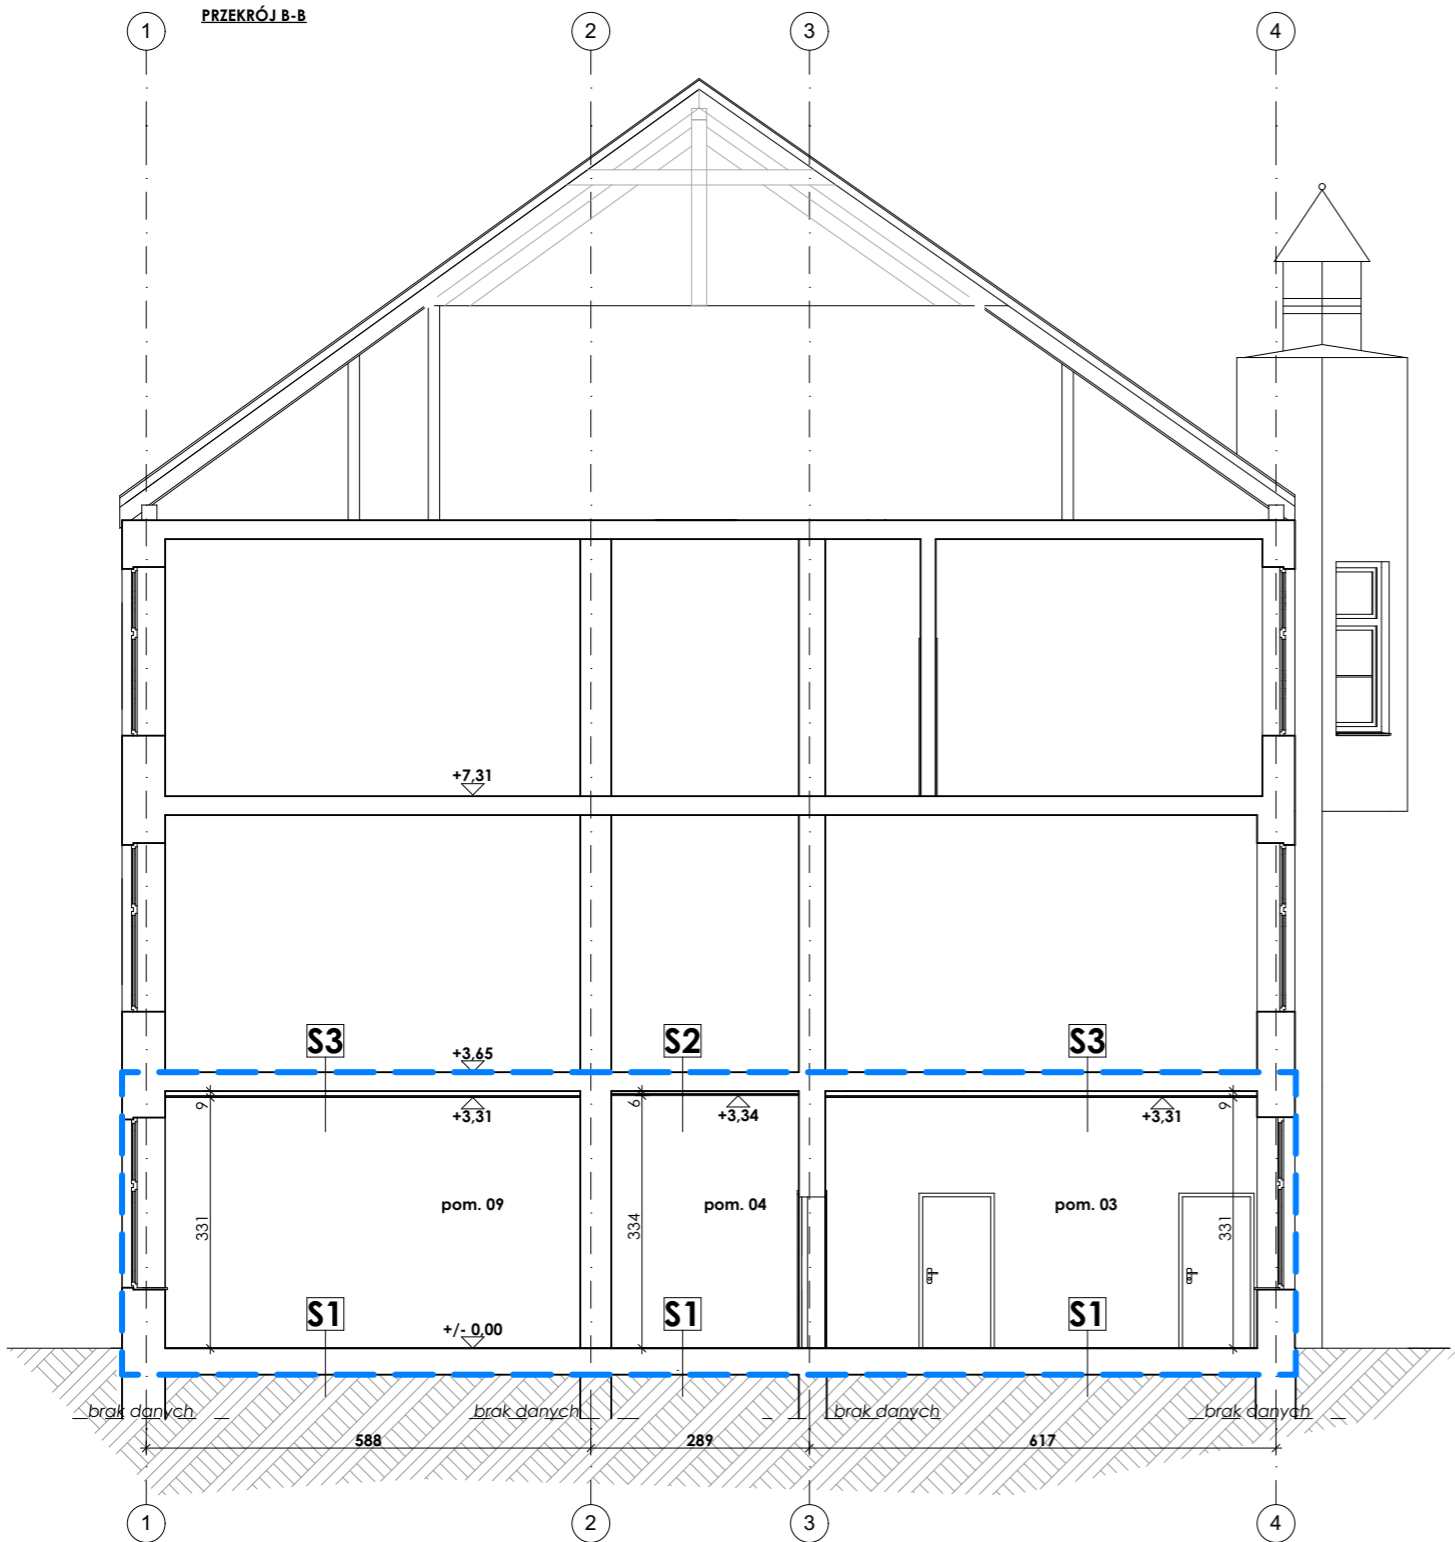 PRZEKRÓJ B-B
1
2
3
4
+7,31
S3
+3,65
S2
S3
9
+3,31
6
+3,34
+3,31
9
pom. 09
pom. 04
pom. 03
331
334
331
S1
+/- 0,00
S1
S1
brak danych
brak danych
brak danych
brak danych
588
289
617
1
2
3
4